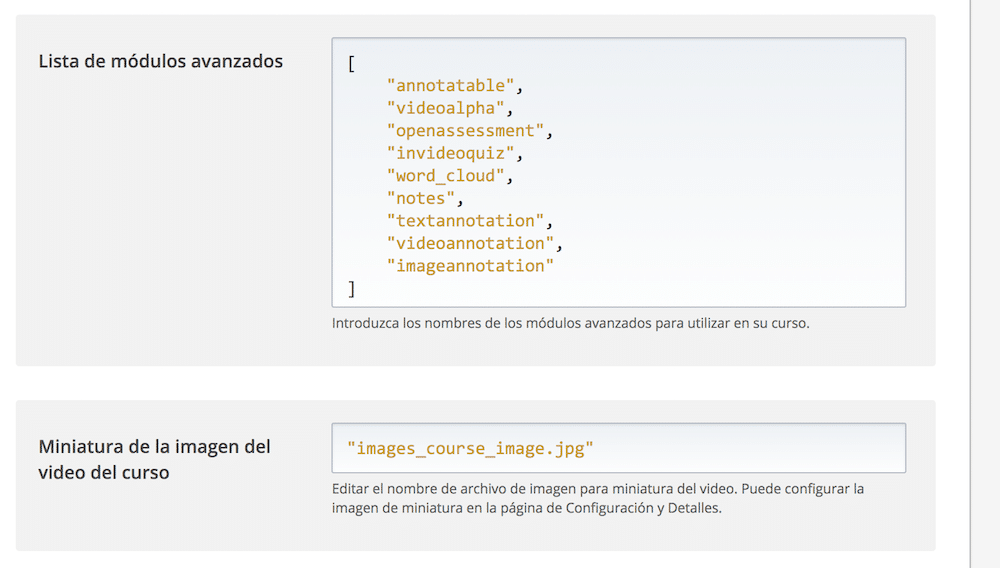 Lista de módulos avanzados
[
"annotatable",
"videoalpha",
"openassessment",
"invideoquiz",
"word_cloud",
"notes",
"textannotation",
"videoannotation",
"imageannotation"
]
Introduzca los nombres de los módulos avanzados para utilizar en su curso.
Miniatura de la imagen del
video del curso
"images_course_image.jpg"
Editar el nombre de archivo de imagen para miniatura del video. Puede configurar la
imagen de miniatura en la página de Configuración y Detalles.